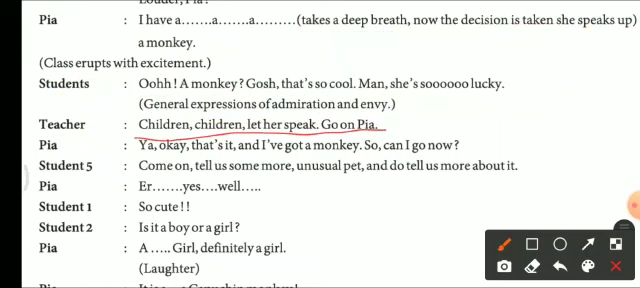 Louder, Pia!
Pia : I have a.......a.......a.........(takes a deep breath, now the decision is taken she speaks up)
a monkey.
(Class erupts with excitement.)
Students : Oohh ! A monkey? Gosh, that's so cool. Man, she's soooooo lucky.
(General expressions of admiration and envy.)
Teacher : Children, children, let her speak. Go on Pia.
Pia : Ya, okay, that's it, and I've got a monkey. So, can I go now?
Student 5 : Come on, tell us some more, unusual pet, and do tell us more about it.
Pia : Er.......yes....well.....
Student 1 : So cute ! !
Student 2 : Is it a boy or a girl?
Pia : A ..... Girl, definitely a girl.
(Laughter)